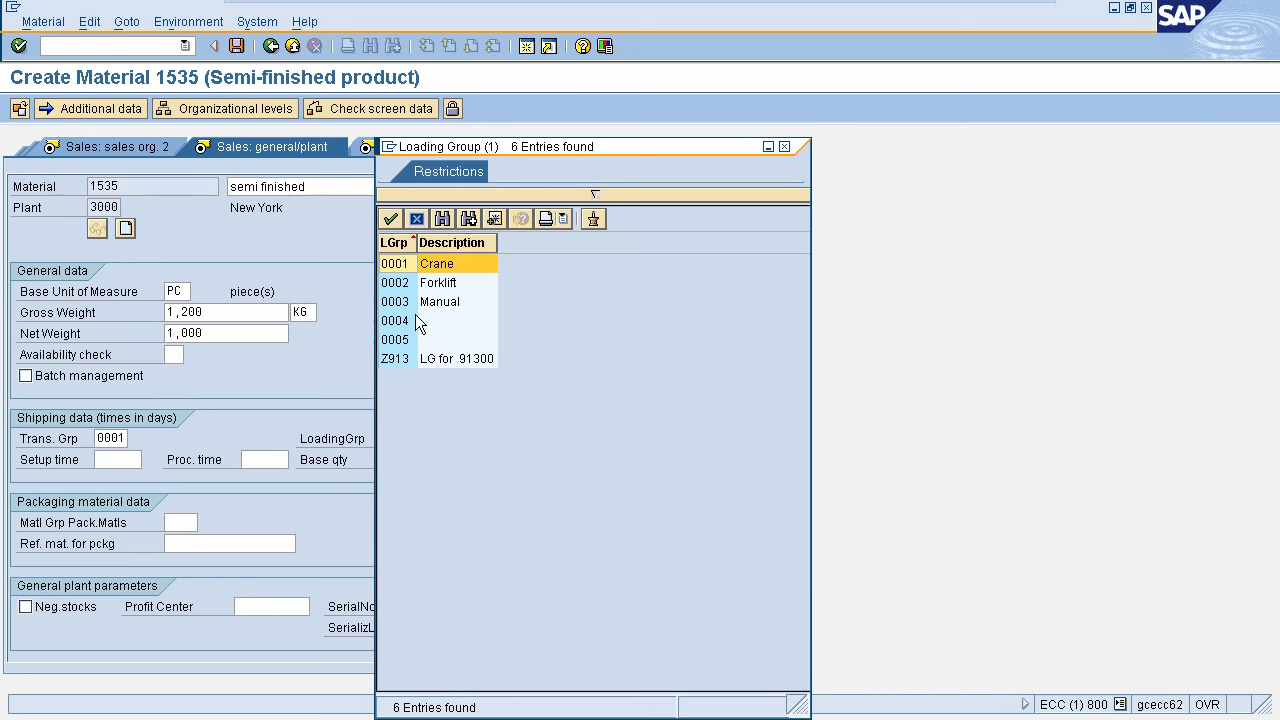 Material Edit Goto Environment System Help
SAP
Create Material 1535 (Semi-finished product)
Additional data Organizational levels Check screen data
Sales: sales org. 2 Sales: general/plant
Loading Group (1) 6 Entries found
Restrictions
Material 1535 semi finished
Plant 3000 New York
LGrp Description
0001 Crane
0002 Forklift
0003 Manual
0004
0005
Z913 LG for 91300
General data
Base Unit of Measure PC piece(s)
Gross Weight 1,200 KG
Net Weight 1,000
Availability check
Batch management
Shipping data (times in days)
Trans. Grp 0001 LoadingGrp
Setup time Proc. time Base qty
Packaging material data
Matl Grp Pack.Matls
Ref. mat. for pckg
General plant parameters
Neg.stocks Profit Center SerialNo
SerializL
6 Entries found
ECC (1) 800 gcecc62 OVR